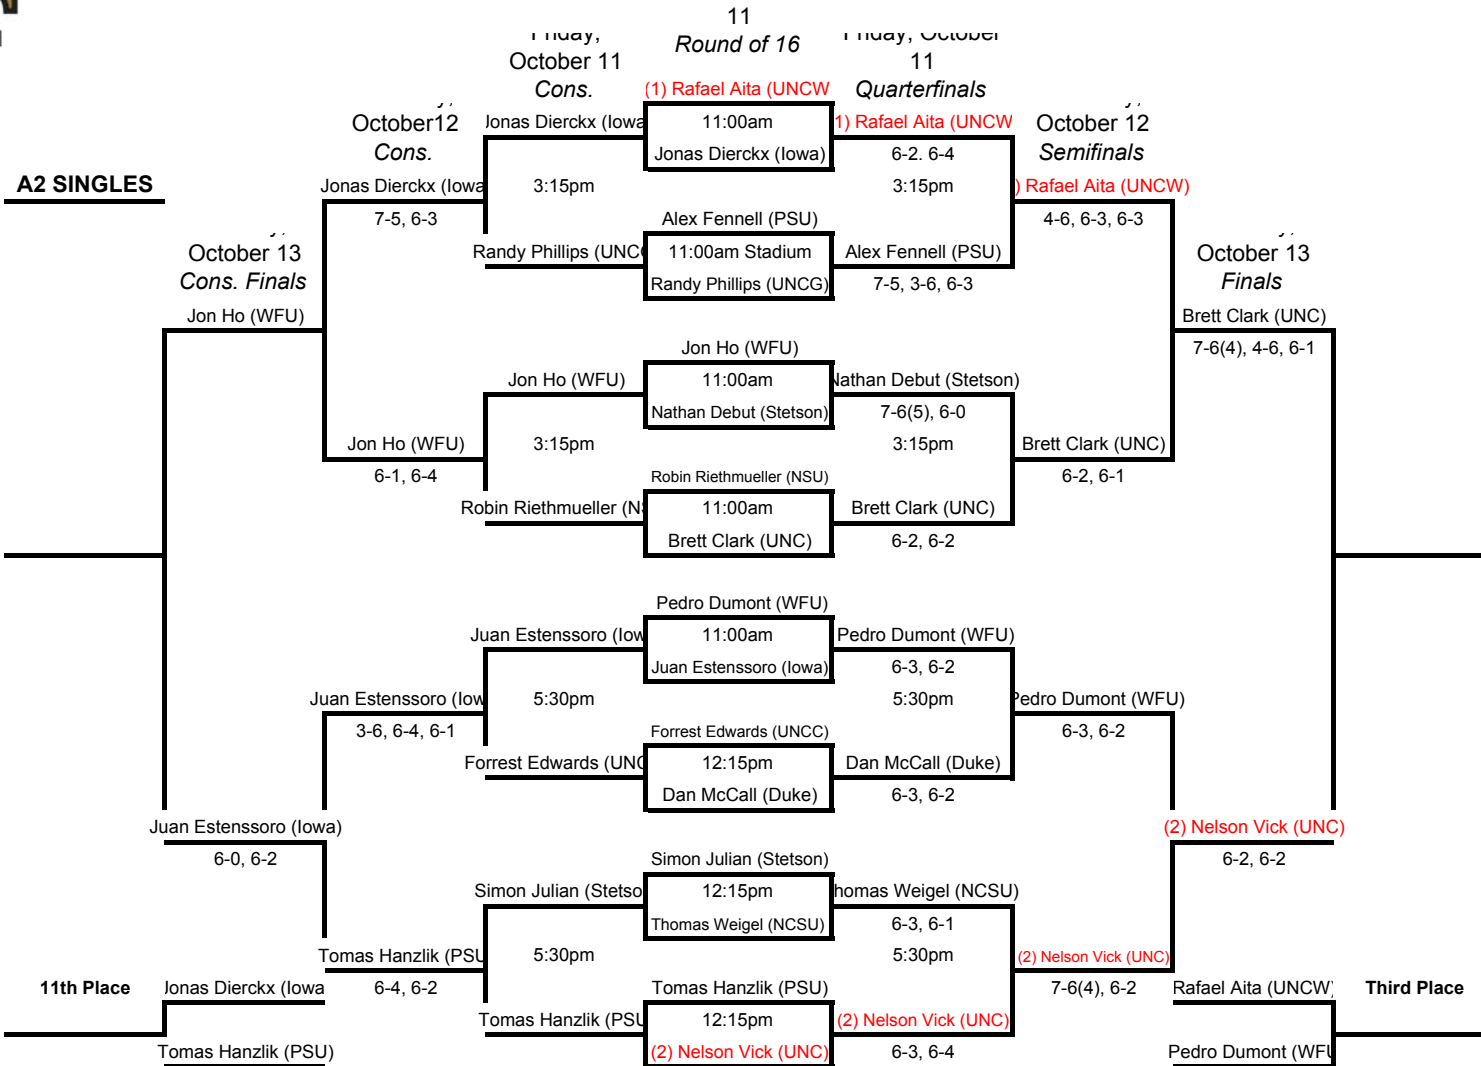 11
Round of 16
Friday,
October 11
Cons.
Friday, October
11
Quarterfinals
(1) Rafael Aita (UNCW
October12
Cons.
Jonas Dierckx (Iowa
11:00am
1) Rafael Aita (UNCW
October 12
Semifinals
Jonas Dierckx (Iowa)
6-2. 6-4
A2 SINGLES
Jonas Dierckx (Iowa
3:15pm
3:15pm
) Rafael Aita (UNCW)
7-5, 6-3
Alex Fennell (PSU)
4-6, 6-3, 6-3
October 13
Cons. Finals
Randy Phillips (UNC
11:00am Stadium
Alex Fennell (PSU)
October 13
Finals
Randy Phillips (UNCG)
7-5, 3-6, 6-3
Jon Ho (WFU)
Brett Clark (UNC)
Jon Ho (WFU)
7-6(4), 4-6, 6-1
Jon Ho (WFU)
11:00am
Nathan Debut (Stetson)
Nathan Debut (Stetson)
7-6(5), 6-0
Jon Ho (WFU)
3:15pm
3:15pm
Brett Clark (UNC)
6-1, 6-4
Robin Riethmueller (NSU)
6-2, 6-1
Robin Riethmueller (NS
11:00am
Brett Clark (UNC)
Brett Clark (UNC)
6-2, 6-2
Pedro Dumont (WFU)
Juan Estenssoro (Iow
11:00am
Pedro Dumont (WFU)
Juan Estenssoro (Iowa)
6-3, 6-2
Juan Estenssoro (Iow
5:30pm
5:30pm
Pedro Dumont (WFU)
3-6, 6-4, 6-1
Forrest Edwards (UNCC)
6-3, 6-2
Forrest Edwards (UNC
12:15pm
Dan McCall (Duke)
Dan McCall (Duke)
6-3, 6-2
Juan Estenssoro (Iowa)
(2) Nelson Vick (UNC)
6-0, 6-2
Simon Julian (Stetson)
6-2, 6-2
Simon Julian (Stetso
12:15pm
homas Weigel (NCSU)
Thomas Weigel (NCSU)
6-3, 6-1
Tomas Hanzlik (PSU
5:30pm
5:30pm
(2) Nelson Vick (UNC)
11th Place
Jonas Dierckx (Iowa
6-4, 6-2
Tomas Hanzlik (PSU)
7-6(4), 6-2
Rafael Aita (UNCW)
Third Place
Tomas Hanzlik (PSU
12:15pm
(2) Nelson Vick (UNC)
Tomas Hanzlik (PSU)
(2) Nelson Vick (UNC)
6-3, 6-4
Pedro Dumont (WFU